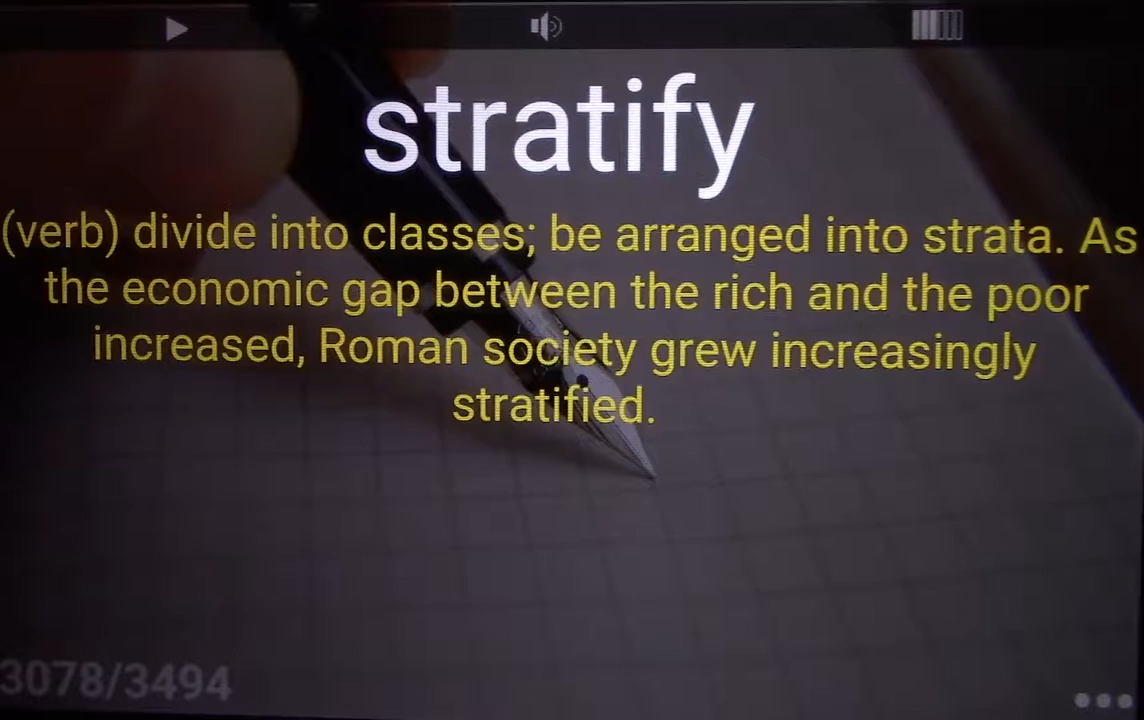 stratify
(verb) divide into classes; be arranged into strata. As
the economic gap between the rich and the poor
increased, Roman society grew increasingly
stratified.
3078/3494